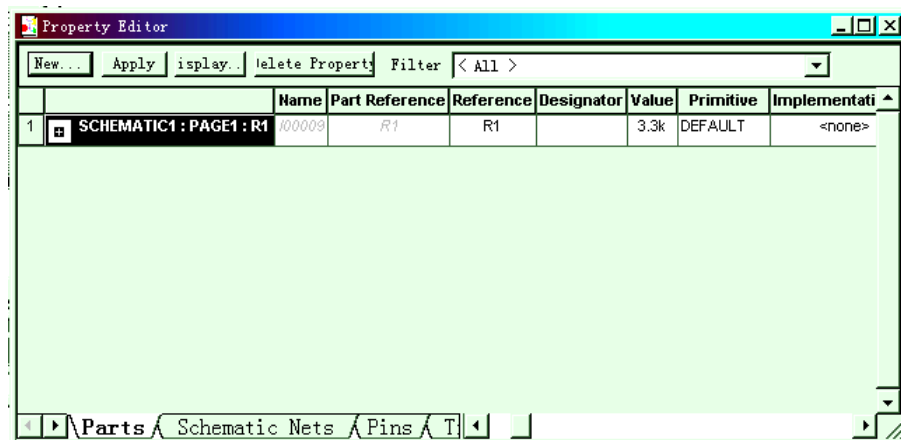 Property Editor
New... Apply isplay.. elete Property Filter < All >
Name Part Reference Reference Designator Value Primitive Implementati
1 SCHEMATIC1 : PAGE1 : R1 I00009 R1 R1 3.3k DEFAULT <none>
Parts Schematic Nets Pins T